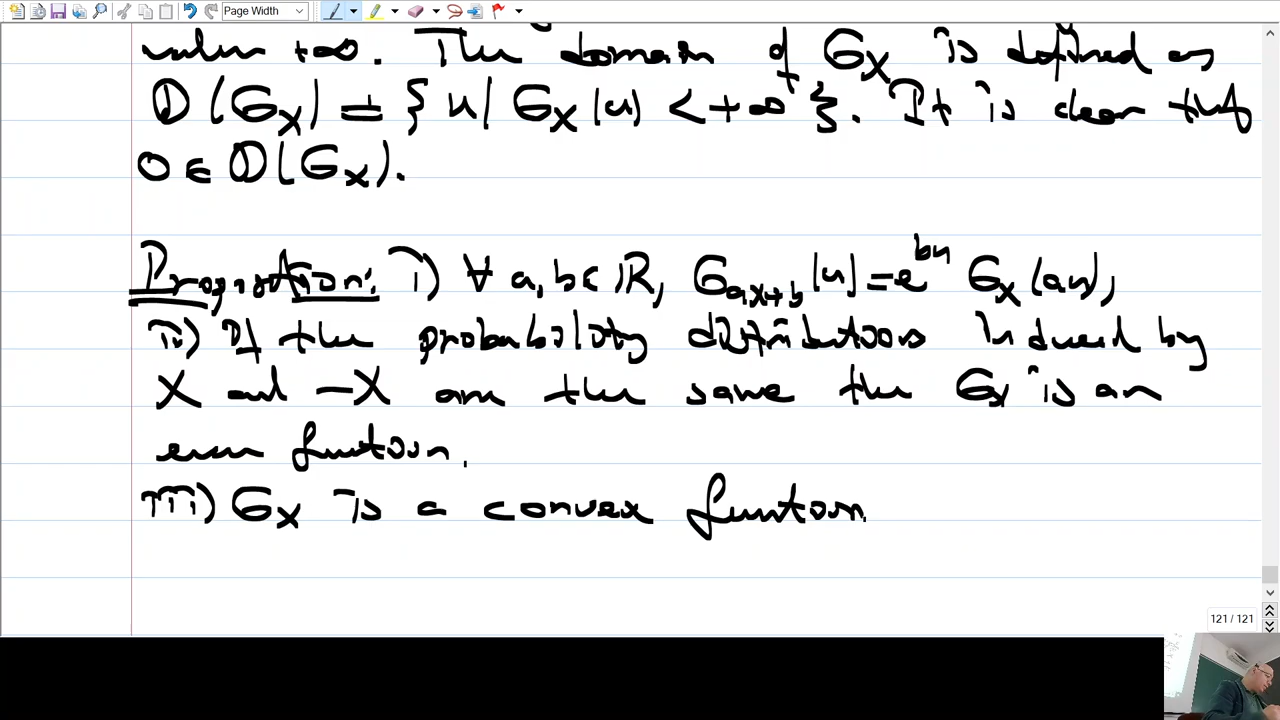 Page Width
value +∞. The domain of G_X is defined as
D(G_X) = {u | G_X(u) < +∞}. It is clear that
0 ∈ D(G_X).
Proposition: i) ∀ a, b ∈ ℝ, G_{aX+b}(u) = e^{bu} G_X(au),
ii) If the probability distributions induced by
X and -X are the same the G_X is an
even function.
iii) G_X is a convex function.
121 / 121